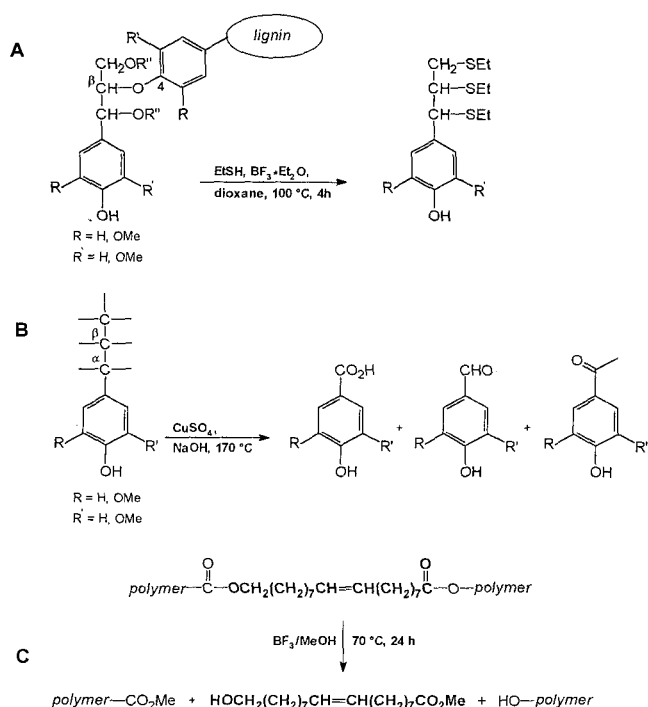 A
R' lignin
CH₂OR"
β CH—O 4
CH—OR" R
R R'
OH
R = H, OMe
R' = H, OMe
EtSH, BF₃•Et₂O,
dioxane, 100 °C, 4h
CH₂–SEt
CH—SEt
CH—SEt
R R'
OH
B
C
β C
α C
R R'
OH
R = H, OMe
R' = H, OMe
CuSO₄,
NaOH, 170 °C
CO₂H
R R'
OH
+
CHO
R R'
OH
+
O
R R'
OH
O O
polymer—C—OCH₂(CH₂)₇CH=CH(CH₂)₇C—O—polymer
BF₃/MeOH 70 °C, 24 h
C
polymer—CO₂Me + HOCH₂(CH₂)₇CH=CH(CH₂)₇CO₂Me + HO—polymer